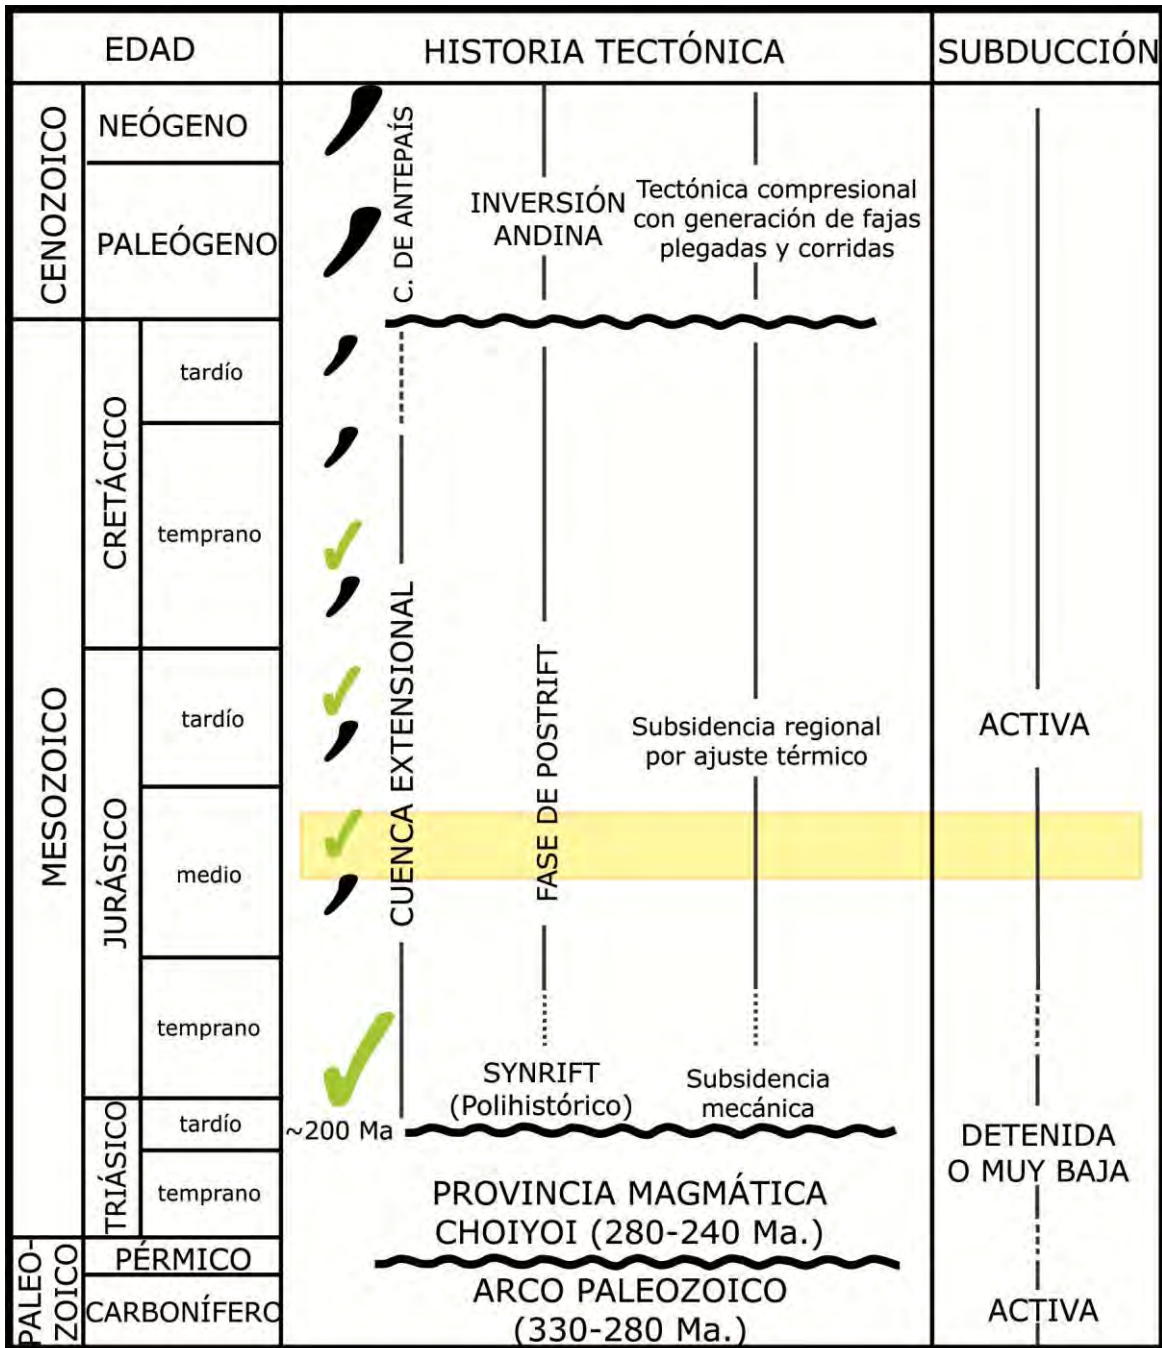 EDAD
HISTORIA TECTÓNICA
SUBDUCCIÓN
CENOZOICO
NEÓGENO
PALEÓGENO
C. DE ANTEPAÍS
INVERSIÓN
ANDINA
Tectónica compresional
con generación de fajas
plegadas y corridas
MESOZOICO
CRETÁCICO
tardío
temprano
JURÁSICO
tardío
medio
temprano
CUENCA EXTENSIONAL
FASE DE POSTRIFT
Subsidencia regional
por ajuste térmico
ACTIVA
SYNRIFT
(Polihistórico)
Subsidencia
mecánica
TRIÁSICO
tardío
temprano
~200 Ma
DETENIDA
O MUY BAJA
PROVINCIA MAGMÁTICA
CHOIYOI (280-240 Ma.)
PALEO-
ZOICO
PÉRMICO
CARBONÍFERO
ARCO PALEOZOICO
(330-280 Ma.)
ACTIVA